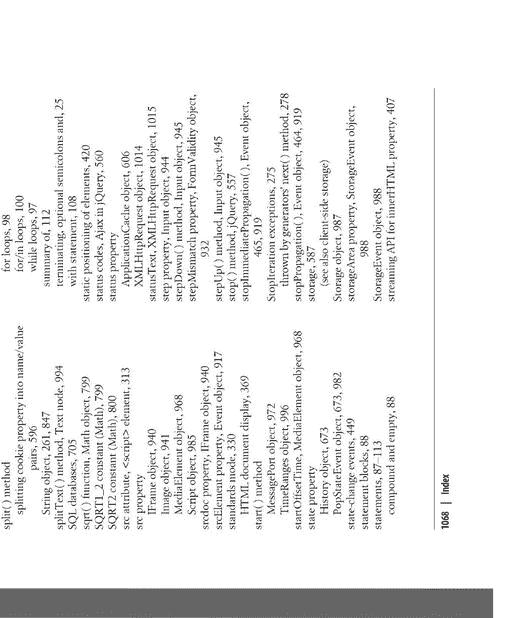 split( ) method
splitting cookie property into name/value
pairs, 596
String object, 261, 847
splitText( ) method, Text node, 994
SQL databases, 705
sqrt( ) function, Math object, 799
SQRT1_2 constant (Math), 799
SQRT2 constant (Math), 800
src attribute, <script> element, 313
src property
IFrame object, 940
Image object, 941
MediaElement object, 968
Script object, 985
srcdoc property, IFrame object, 940
srcElement property, Event object, 917
standards mode, 330
HTML document display, 369
start( ) method
MessagePort object, 972
TimeRanges object, 996
startOffsetTime, MediaElement object, 968
state property
History object, 673
PopStateEvent object, 673, 982
state-change events, 449
statement blocks, 88
statements, 87–113
compound and empty, 88
for loops, 98
for/in loops, 100
while loops, 97
summary of, 112
terminating, optional semicolons and, 25
with statement, 108
static positioning of elements, 420
status codes, Ajax in jQuery, 560
status property
ApplicationCache object, 606
XMLHttpRequest object, 1014
statusText, XMLHttpRequest object, 1015
step property, Input object, 944
stepDown( ) method, Input object, 945
stepMismatch property, FormValidity object,
932
stepUp( ) method, Input object, 945
stop( ) method, jQuery, 557
stopImmediatePropagation( ), Event object,
465, 919
StopIteration exceptions, 275
thrown by generators' next( ) method, 278
stopPropagation( ), Event object, 464, 919
storage, 587
(see also client-side storage)
Storage object, 987
storageArea property, StorageEvent object,
988
StorageEvent object, 988
streaming API for innerHTML property, 407
1068 | Index